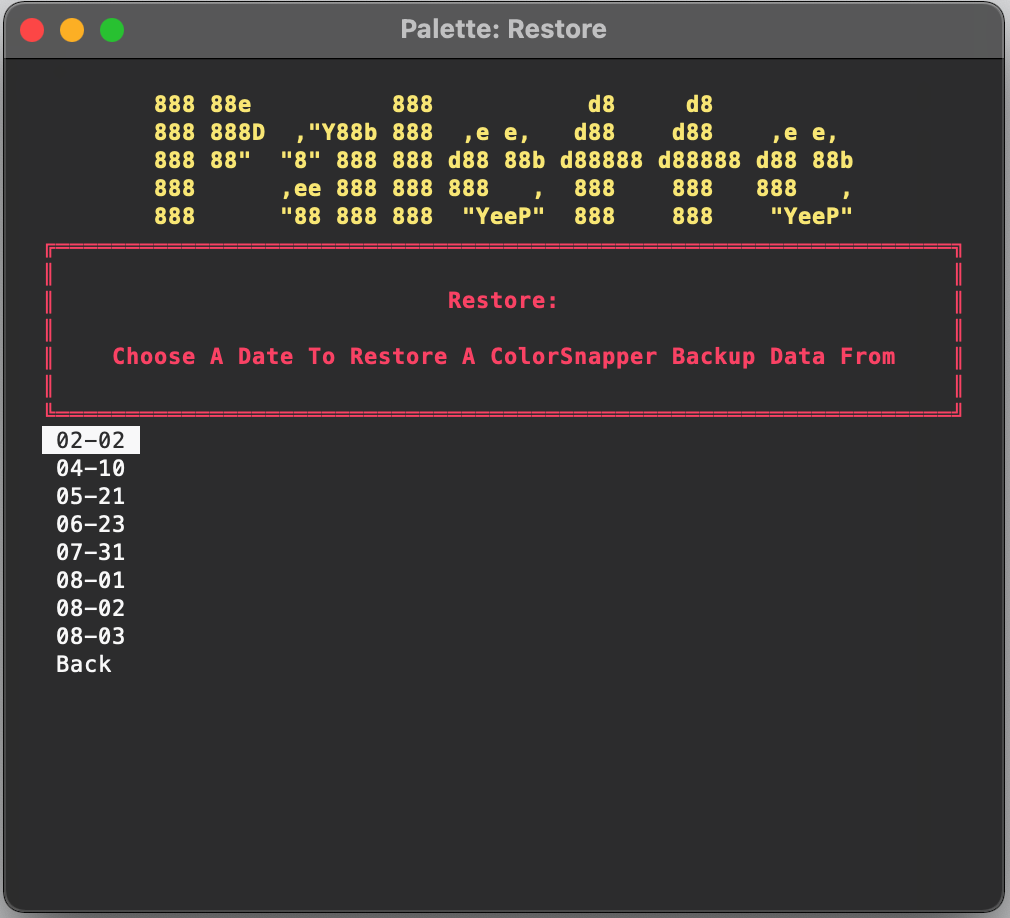 Palette: Restore
888 88e          888           d8     d8
888 888D  ,"Y88b 888  ,e e,   d88    d88    ,e e,
888 88"  "8" 888 888 d88 88b d88888 d88888 d88 88b
888      ,ee 888 888 888   ,  888    888   888   ,
888      "88 888 888  "YeeP"  888    888    "YeeP"
Restore:
Choose A Date To Restore A ColorSnapper Backup Data From
02-02
04-10
05-21
06-23
07-31
08-01
08-02
08-03
Back